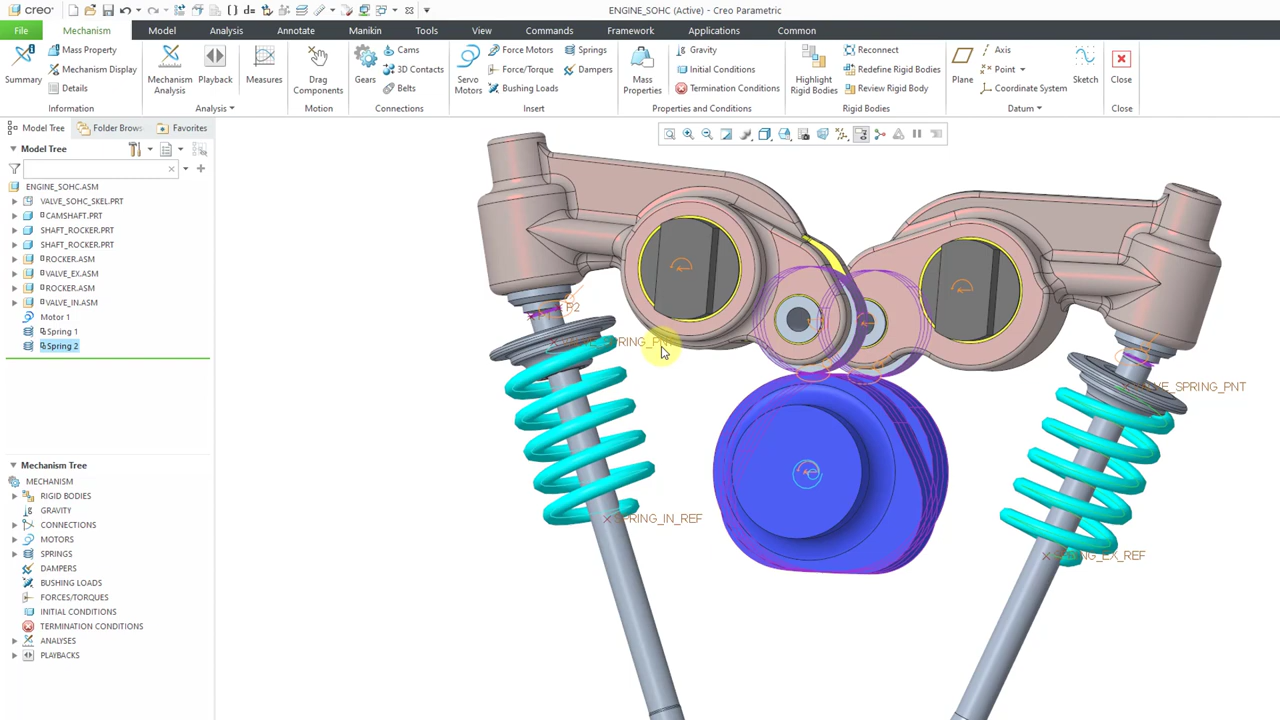 creo
ENGINE_SOHC (Active) - Creo Parametric
File Mechanism Model Analysis Annotate Manikin Tools View Commands Framework Applications Common
Summary
Mass Property
Mechanism Display
Details
Information
Mechanism Analysis
Playback
Measures
Analysis
Drag Components
Motion
Gears
Cams
3D Contacts
Belts
Connections
Servo Motors
Force Motors
Force/Torque
Bushing Loads
Springs
Dampers
Insert
Mass Properties
Gravity
Initial Conditions
Termination Conditions
Properties and Conditions
Highlight Rigid Bodies
Reconnect
Redefine Rigid Bodies
Review Rigid Body
Rigid Bodies
Plane
Axis
Point
Coordinate System
Sketch
Datum
Close
Close
Model Tree
Folder Brows
Favorites
Model Tree
ENGINE_SOHC.ASM
VALVE_SOHC_SKEL.PRT
CAMSHAFT.PRT
SHAFT_ROCKER.PRT
SHAFT_ROCKER.PRT
ROCKER.ASM
VALVE_EX.ASM
ROCKER.ASM
VALVE_IN.ASM
Motor 1
Spring 1
Spring 2
Mechanism Tree
MECHANISM
RIGID BODIES
GRAVITY
CONNECTIONS
MOTORS
SPRINGS
DAMPERS
BUSHING LOADS
FORCES/TORQUES
INITIAL CONDITIONS
TERMINATION CONDITIONS
ANALYSES
PLAYBACKS
SPRING_IN_REF